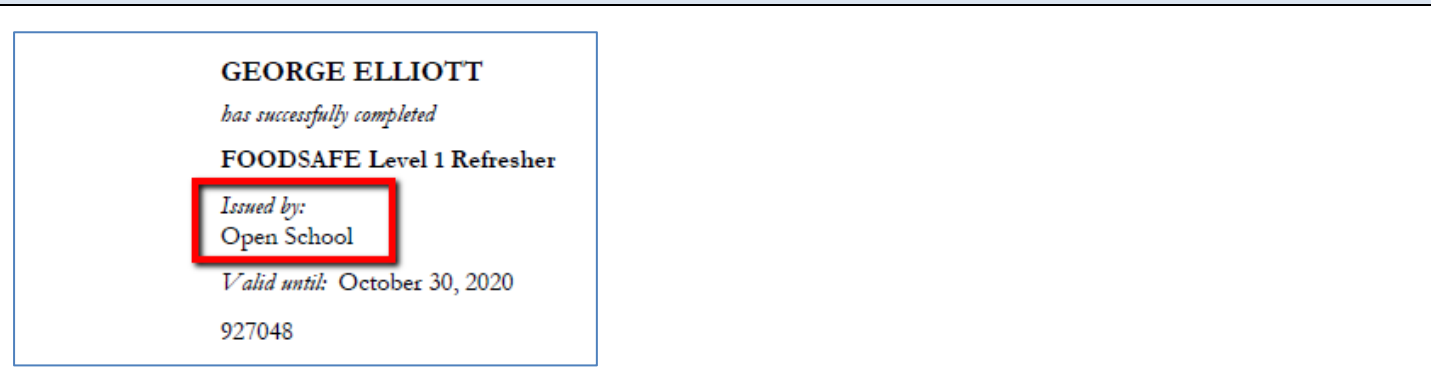 GEORGE ELLIOTT
has successfully completed
FOODSAFE Level 1 Refresher
Issued by:
Open School
Valid until: October 30, 2020
927048